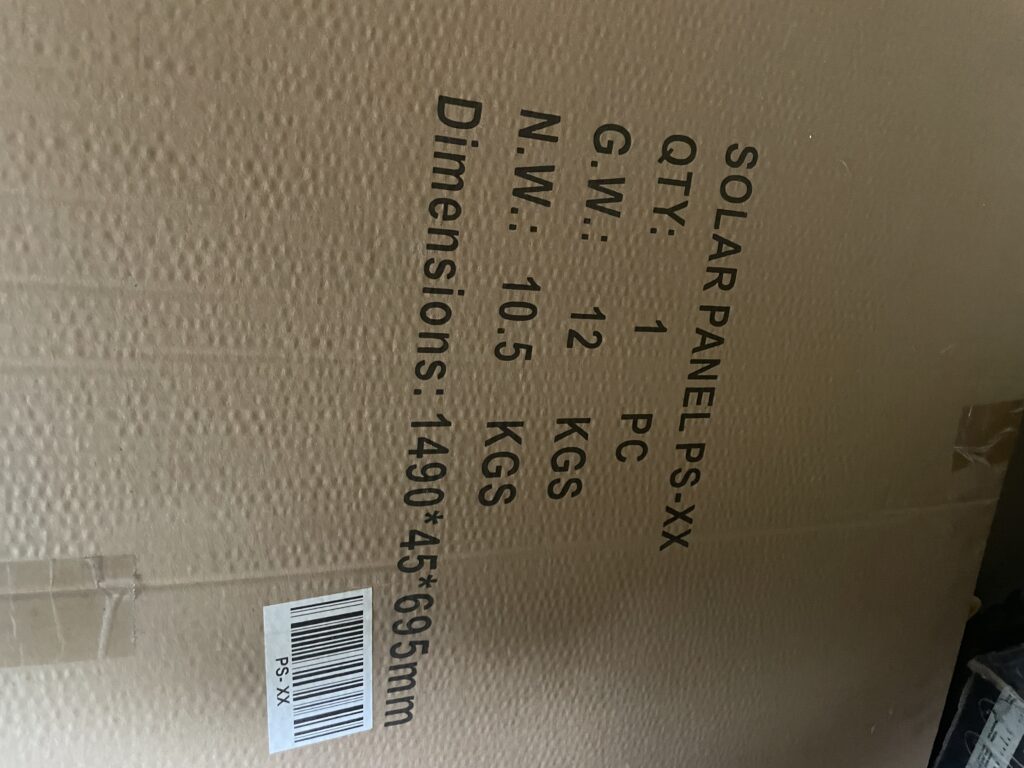 SOLAR PANEL PS-XX
QTY: 1 PC
G.W.: 12 KGS
N.W.: 10.5 KGS
Dimensions: 1490*45*695mm
PS-XX